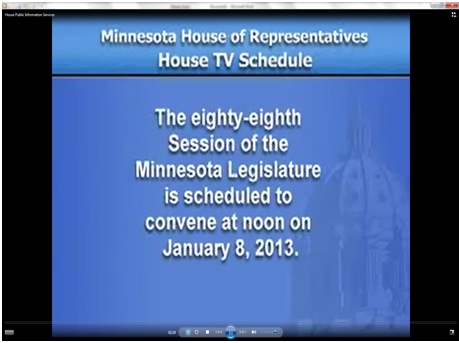 House Public Information Services
Minnesota House of Representatives
House TV Schedule
The eighty-eighth
Session of the
Minnesota Legislature
is scheduled to
convene at noon on
January 8, 2013.